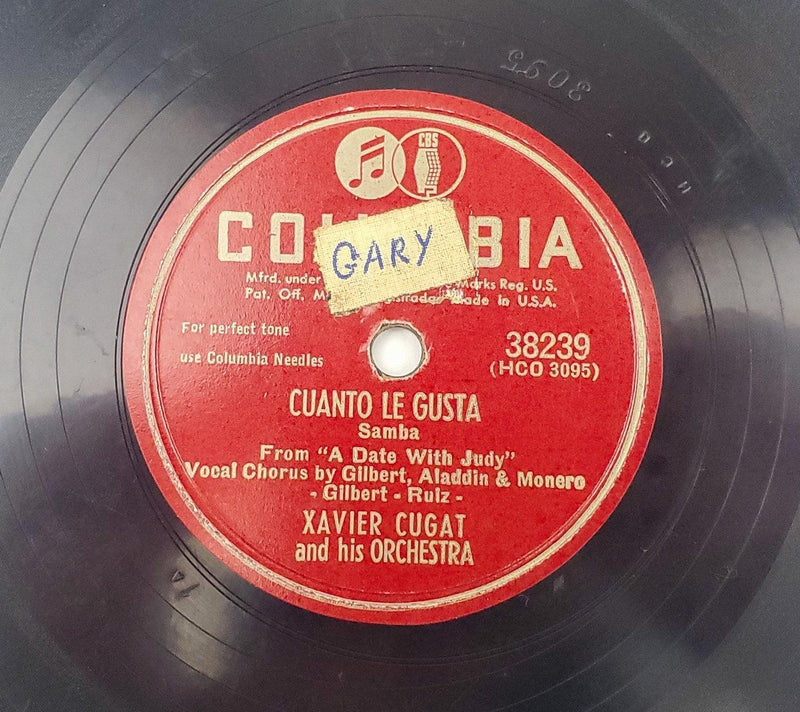 CBS
CO BIA
GARY
Mfrd. under Marks Reg. U.S.
Pat. Off. Made in U.S.A.
For perfect tone
use Columbia Needles
38239
(HCO 3095)
CUANTO LE GUSTA
Samba
From "A Date With Judy"
Vocal Chorus by Gilbert, Aladdin & Monero
- Gilbert - Ruiz -
XAVIER CUGAT
and his ORCHESTRA
3095